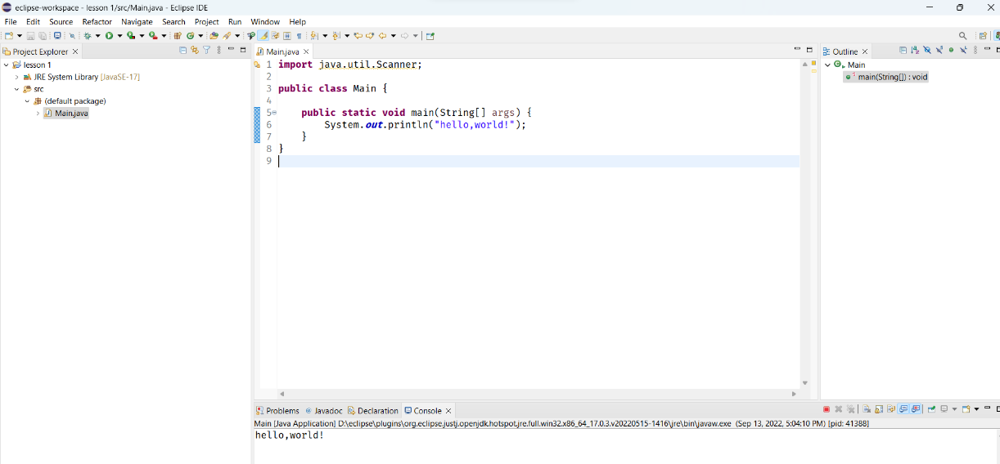 eclipse-workspace - lesson 1/src/Main.java - Eclipse IDE
File Edit Source Refactor Navigate Search Project Run Window Help
Project Explorer
lesson 1
JRE System Library [JavaSE-17]
src
(default package)
Main.java
Main.java
1 import java.util.Scanner;
2
3 public class Main {
4
5 public static void main(String[] args) {
6 System.out.println("hello,world!");
7 }
8 }
9
Outline
Main
main(String[]) : void
Problems Javadoc Declaration Console
Main [Java Application] D:\eclipse\plugins\org.eclipse.justj.openjdk.hotspot.jre.full.win32.x86_64_17.0.3.v20220515-1416\jre\bin\javaw.exe (Sep 13, 2022, 5:04:10 PM) [pid: 41388]
hello,world!